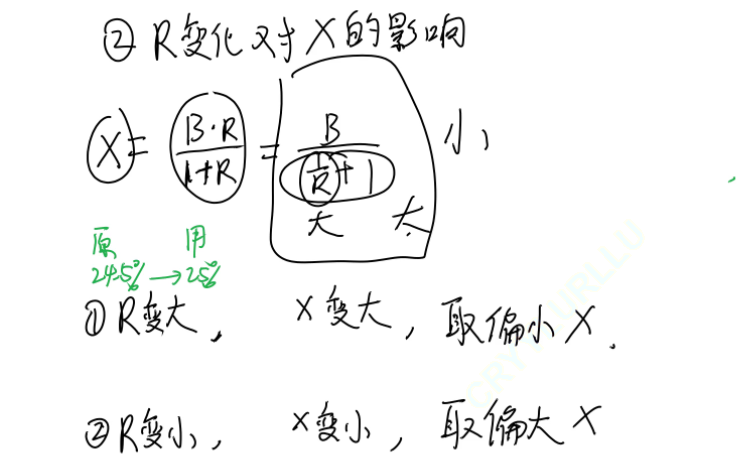 ② R变化对X的影响
X = B·R/1+R = B/(1/R + 1) 小
大 大
原 用
24.5% → 25%
① R变大, X变大, 取偏小X.
② R变小, X变小, 取偏大X